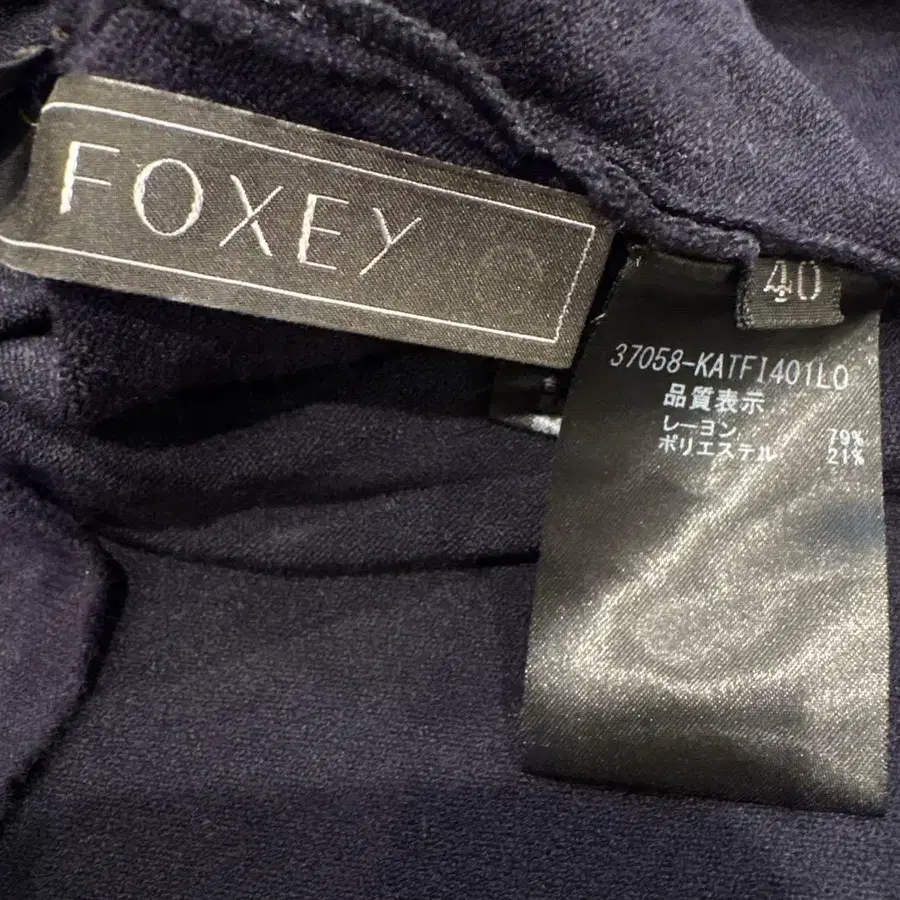 FOXEY
40
37058-KATFI401LO
品質表示
レーヨン 79%
ポリエステル 21%